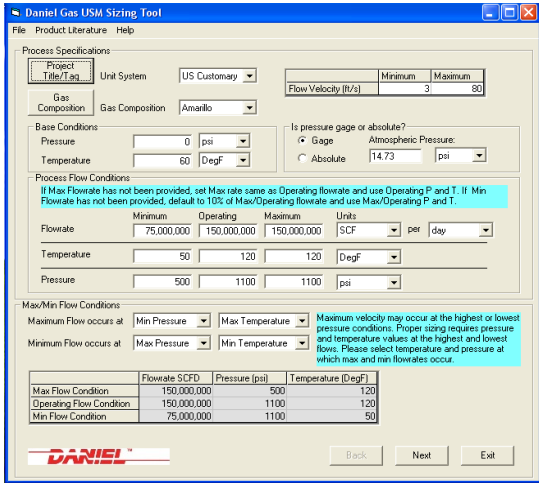 Daniel Gas USM Sizing Tool
File Product Literature Help
Process Specifications
Project Title/Tag
Unit System US Customary
Minimum Maximum
Flow Velocity (ft/s) 3 80
Gas Composition
Gas Composition Amarillo
Base Conditions
Pressure 0 psi
Temperature 60 DegF
Is pressure gage or absolute?
Gage Atmospheric Pressure:
Absolute 14.73 psi
Process Flow Conditions
If Max Flowrate has not been provided, set Max rate same as Operating flowrate and use Operating P and T. If Min
Flowrate has not been provided, default to 10% of Max/Operating flowrate and use Max/Operating P and T.
Minimum Operating Maximum Units
Flowrate 75,000,000 150,000,000 150,000,000 SCF per day
Temperature 50 120 120 DegF
Pressure 500 1100 1100 psi
Max/Min Flow Conditions
Maximum Flow occurs at Min Pressure Max Temperature
Minimum Flow occurs at Max Pressure Min Temperature
Maximum velocity may occur at the highest or lowest
pressure conditions. Proper sizing requires pressure
and temperature values at the highest and lowest
flows. Please select temperature and pressure at
which max and min flowrates occur.
Flowrate SCFD Pressure (psi) Temperature (DegF)
Max Flow Condition 150,000,000 500 120
Operating Flow Condition 150,000,000 1100 120
Min Flow Condition 75,000,000 1100 50
DANIEL
Back Next Exit